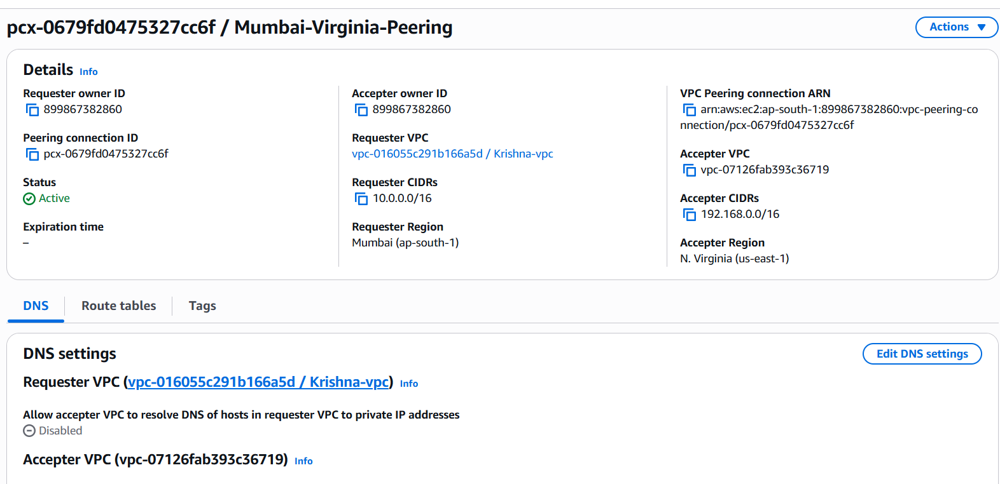 pcx-0679fd0475327cc6f / Mumbai-Virginia-Peering
Actions
Details Info
Requester owner ID
899867382860
Peering connection ID
pcx-0679fd0475327cc6f
Status
Active
Expiration time
–
Accepter owner ID
899867382860
Requester VPC
vpc-016055c291b166a5d / Krishna-vpc
Requester CIDRs
10.0.0.0/16
Requester Region
Mumbai (ap-south-1)
VPC Peering connection ARN
arn:aws:ec2:ap-south-1:899867382860:vpc-peering-co
nnection/pcx-0679fd0475327cc6f
Accepter VPC
vpc-07126fab393c36719
Accepter CIDRs
192.168.0.0/16
Accepter Region
N. Virginia (us-east-1)
DNS
Route tables
Tags
DNS settings
Edit DNS settings
Requester VPC (vpc-016055c291b166a5d / Krishna-vpc) Info
Allow accepter VPC to resolve DNS of hosts in requester VPC to private IP addresses
Disabled
Accepter VPC (vpc-07126fab393c36719) Info